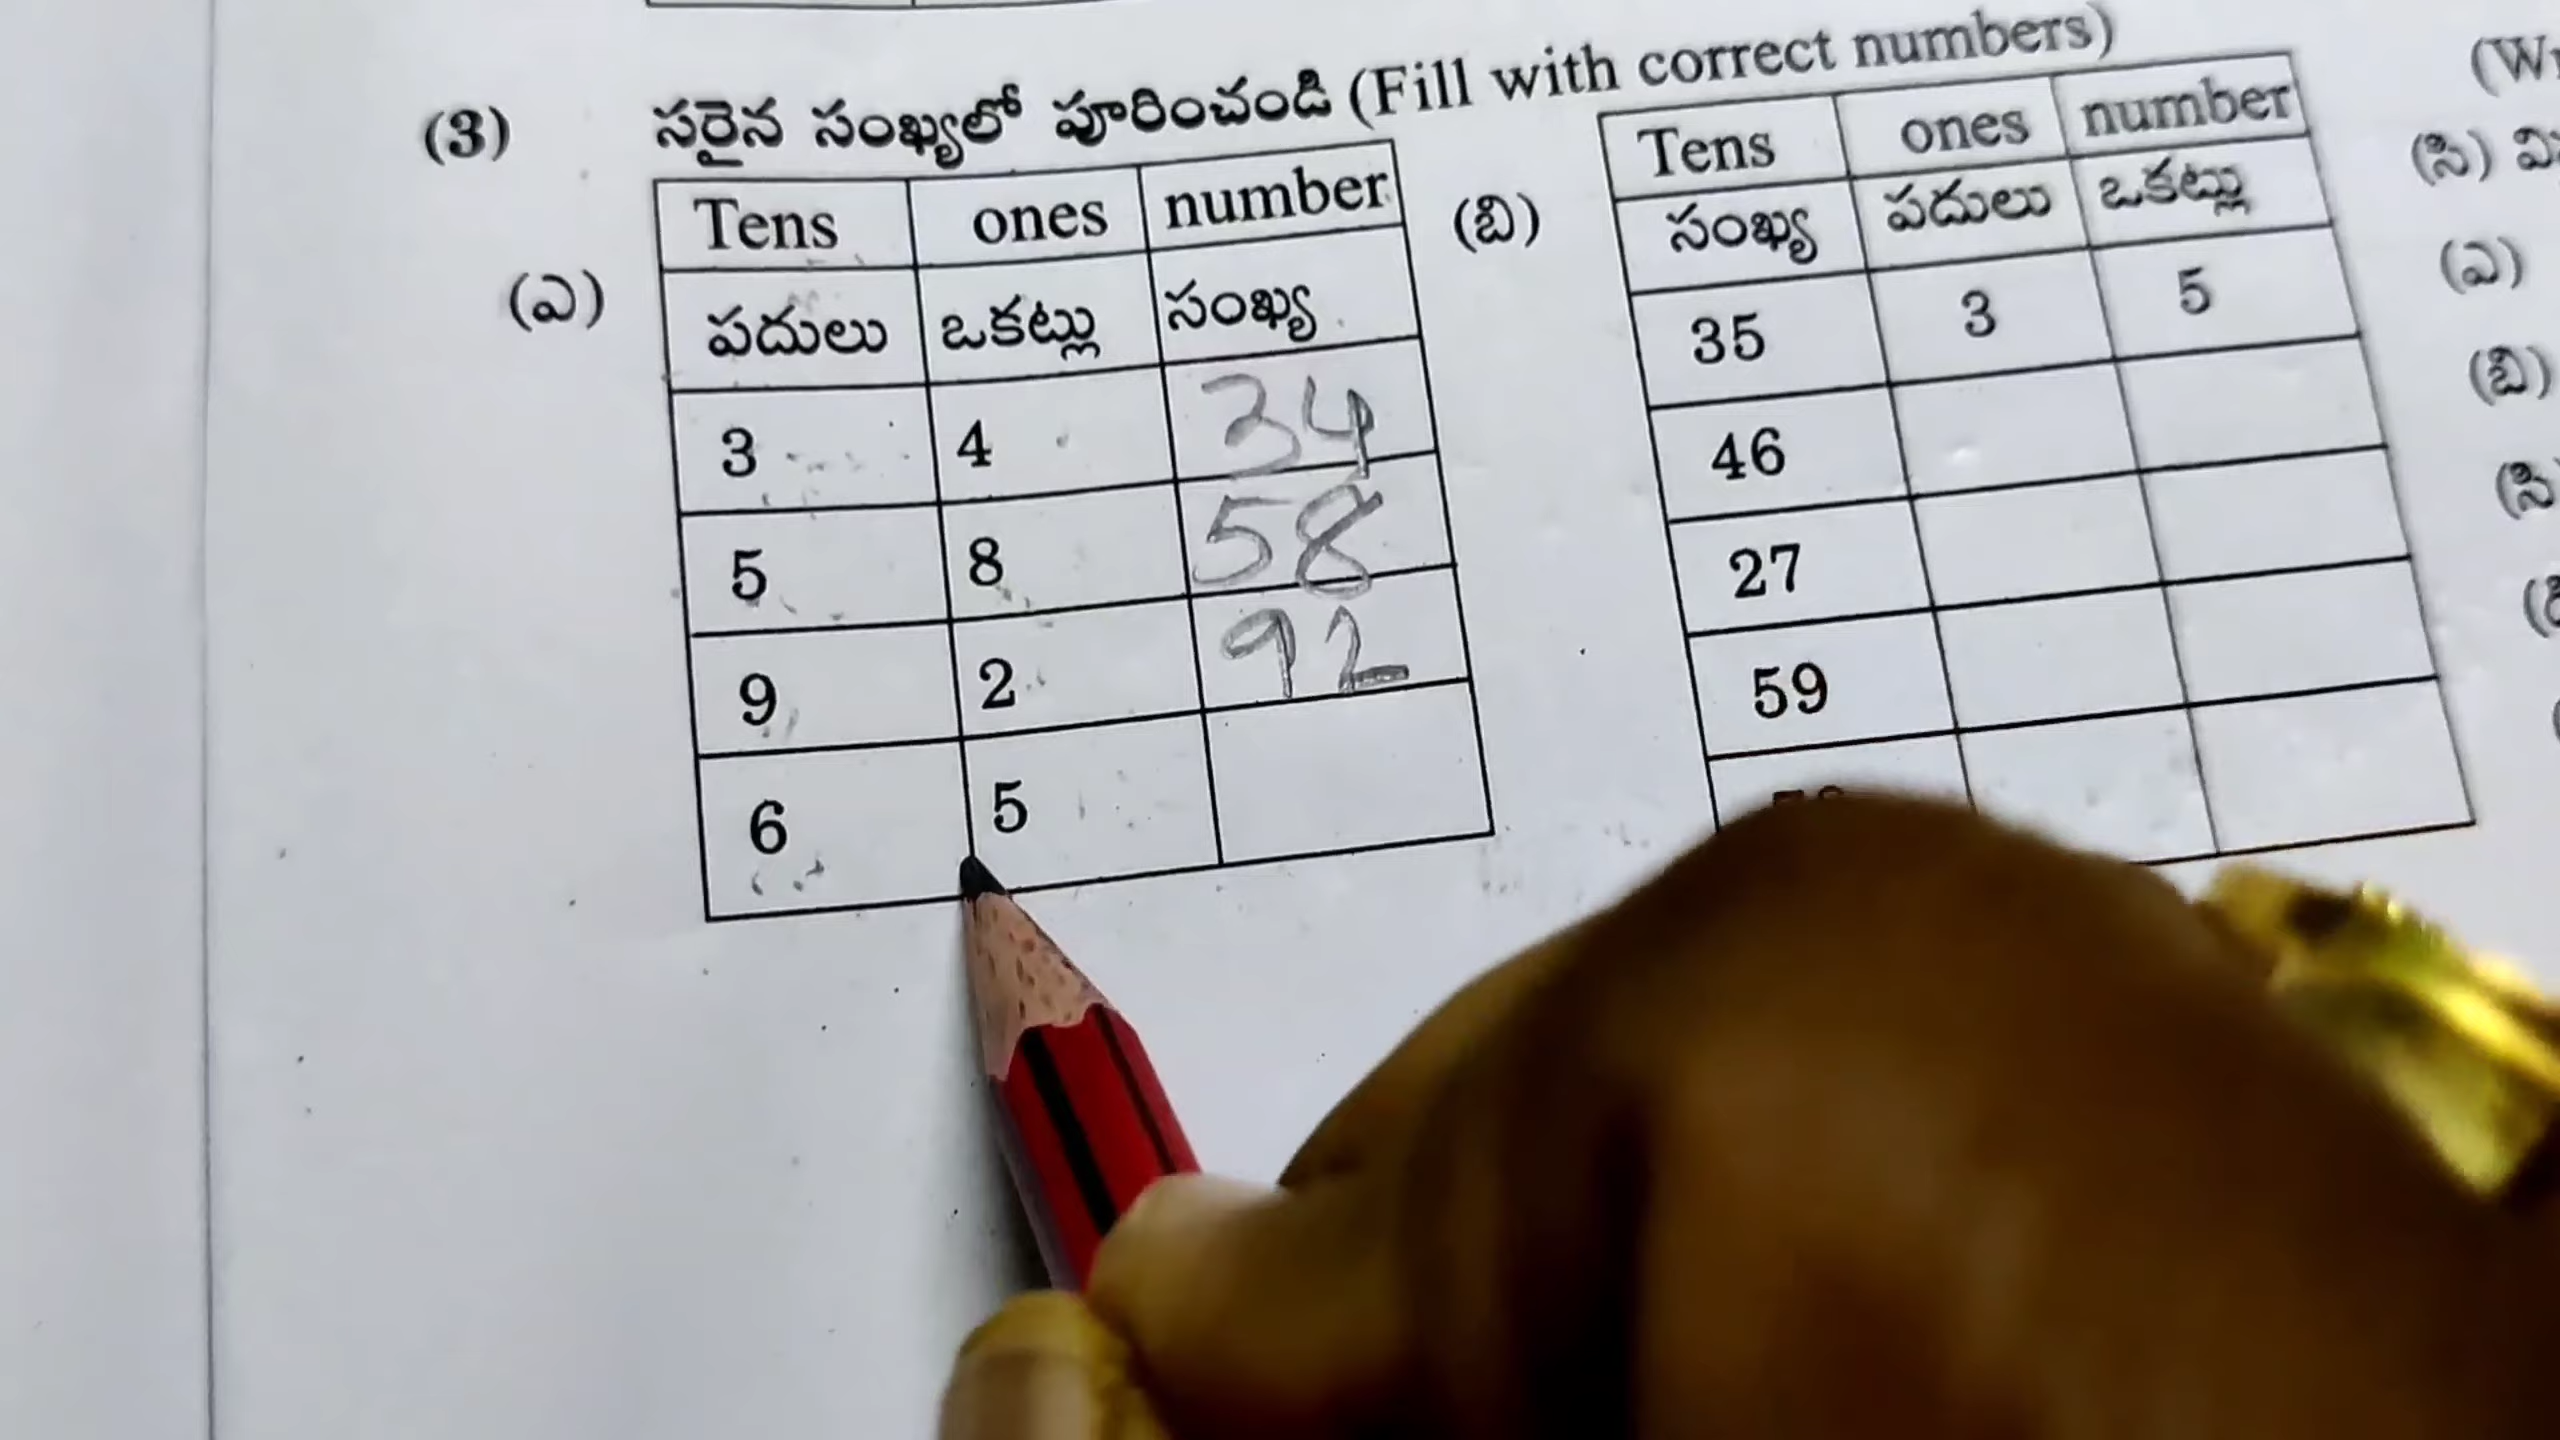 (3) సరైన సంఖ్యలో పూరించండి (Fill with correct numbers)
(ఎ)
Tens ones number
పదులు ఒకట్లు సంఖ్య
3 4 34
5 8 58
9 2 92
6 5
(బి)
Tens ones number
సంఖ్య పదులు ఒకట్లు
35 3 5
46
27
59
(సి)
(ఎ)
(బి)
(సి)